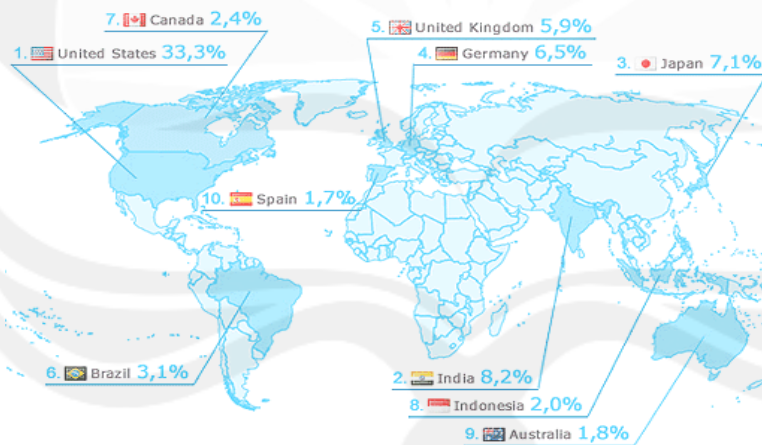 7. Canada 2,4%
5. United Kingdom 5,9%
1. United States 33,3%
4. Germany 6,5%
3. Japan 7,1%
10. Spain 1,7%
6. Brazil 3,1%
2. India 8,2%
8. Indonesia 2,0%
9. Australia 1,8%